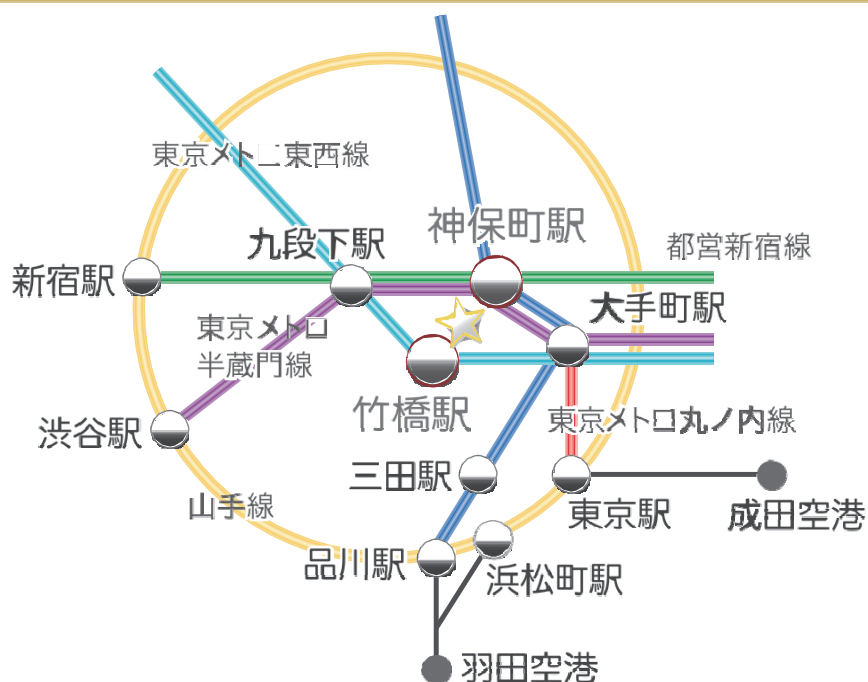 東京メトロ東西線
神保町駅
九段下駅
都営新宿線
新宿駅
大手町駅
東京メトロ
半蔵門線
竹橋駅
東京メトロ丸ノ内線
渋谷駅
三田駅
山手線
東京駅
成田空港
品川駅
浜松町駅
羽田空港